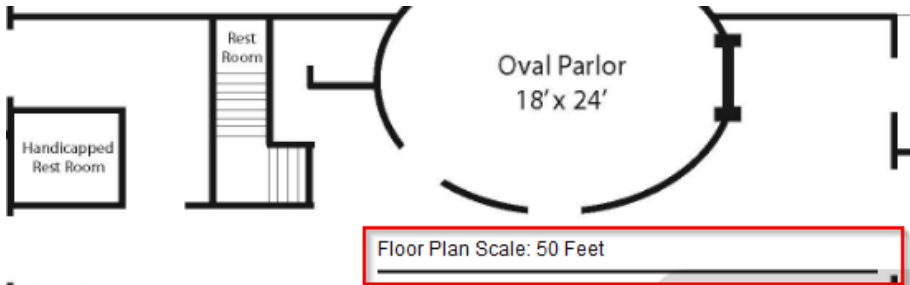 Rest
Room
Oval Parlor
18' x 24'
Handicapped
Rest Room
Floor Plan Scale: 50 Feet